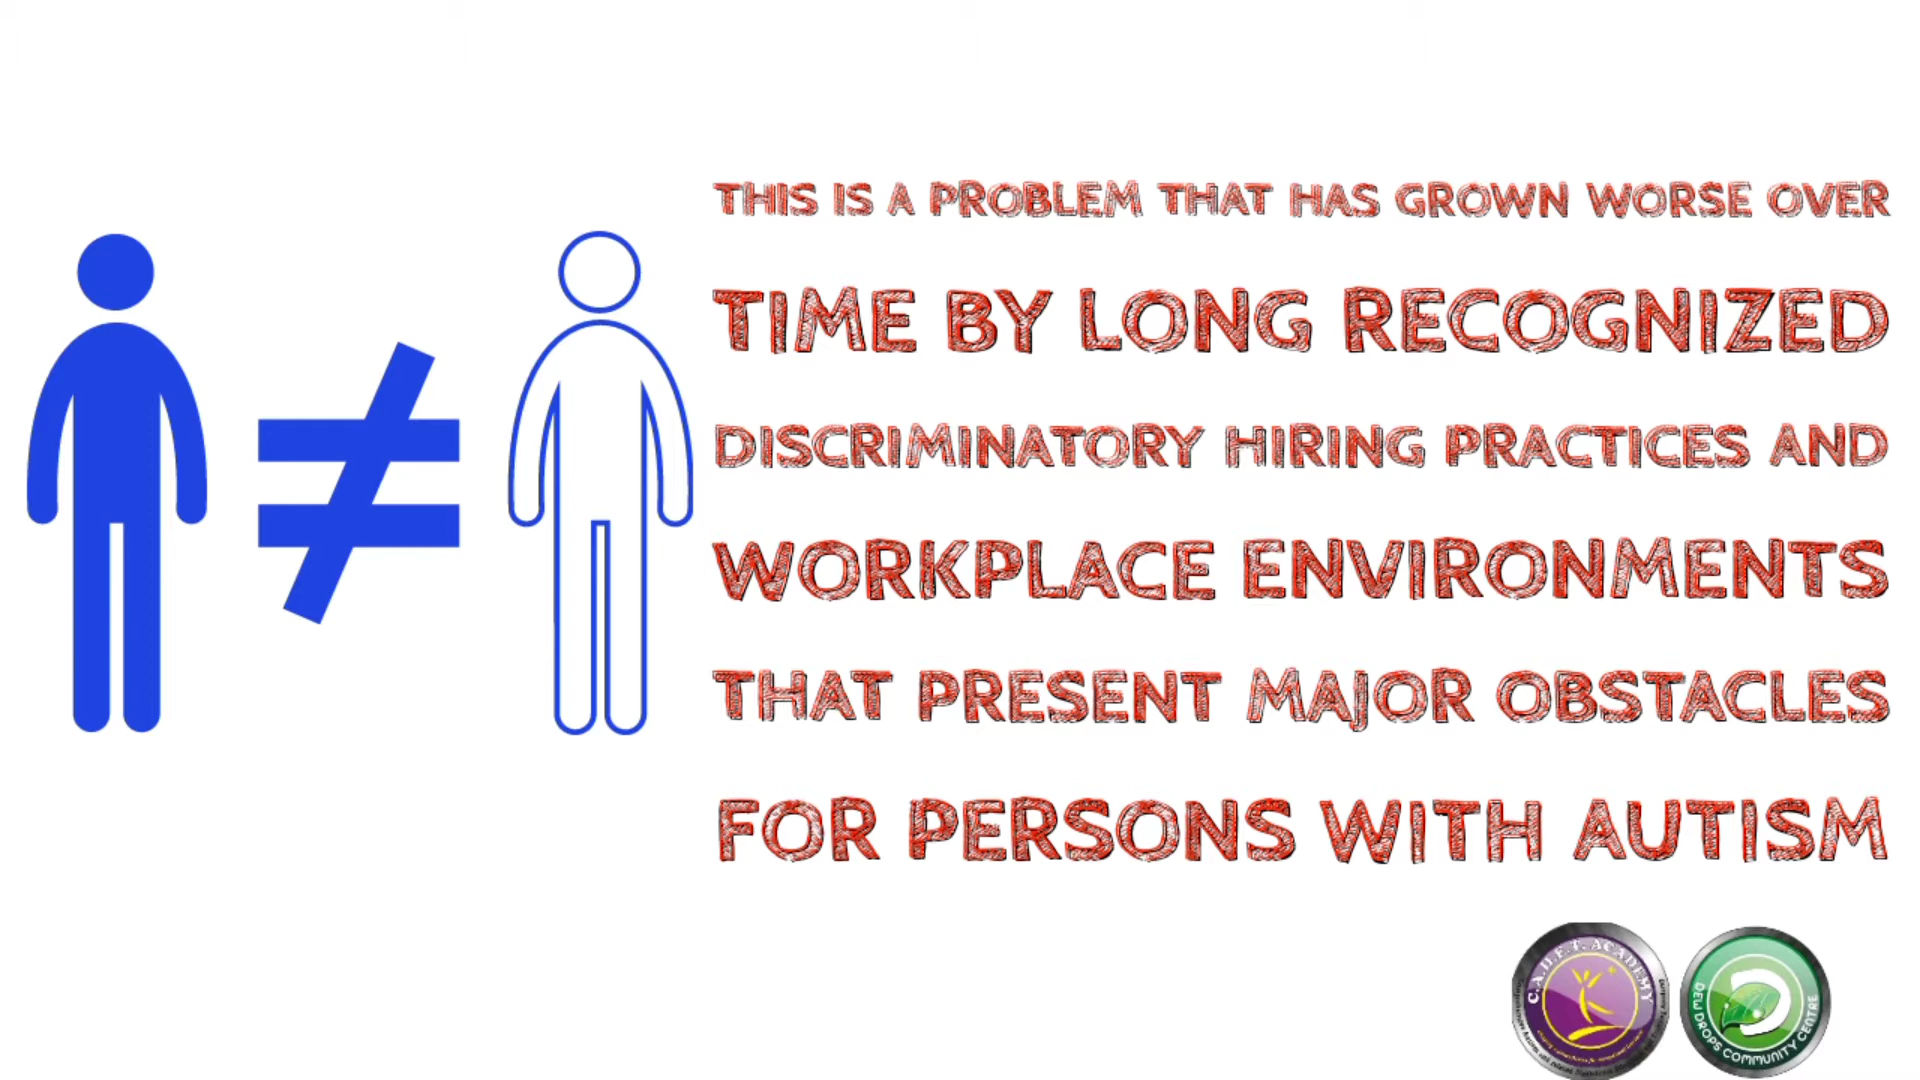 THIS IS A PROBLEM THAT HAS GROWN WORSE OVER
TIME BY LONG RECOGNIZED
DISCRIMINATORY HIRING PRACTICES AND
WORKPLACE ENVIRONMENTS
THAT PRESENT MAJOR OBSTACLES
FOR PERSONS WITH AUTISM
C.A.D.E.T. ACADEMY
DEW DROPS COMMUNITY CENTRE